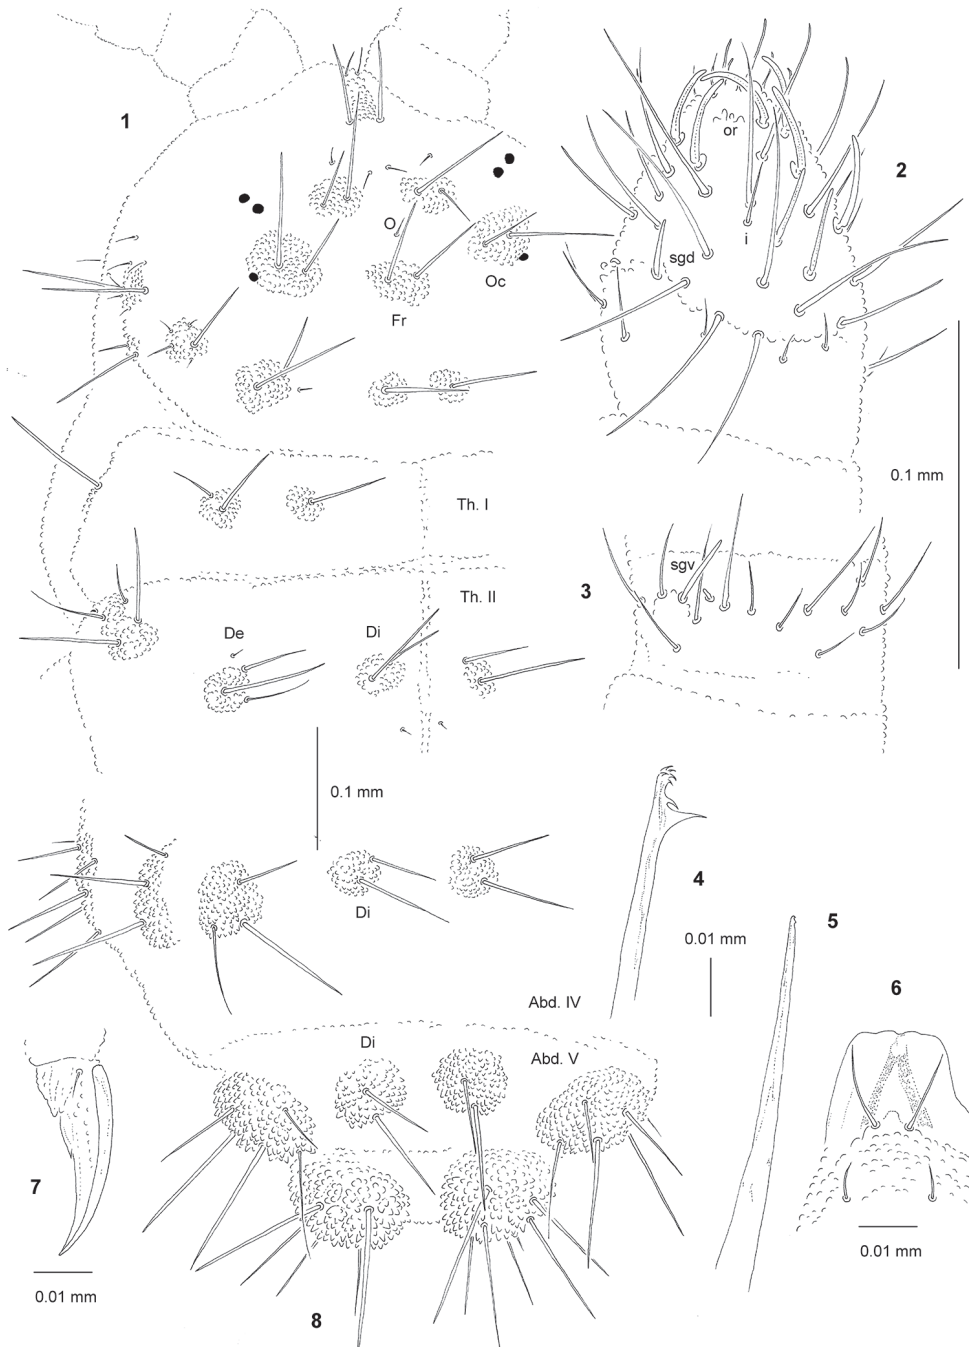 1
or
2
O
i
sgd
Oc
Fr
0.1 mm
Th. I
sgv
3
Th. II
De
Di
0.1 mm
4
Di
5
0.01 mm
6
Abd. IV
Di
Abd. V
7
0.01 mm
0.01 mm
8